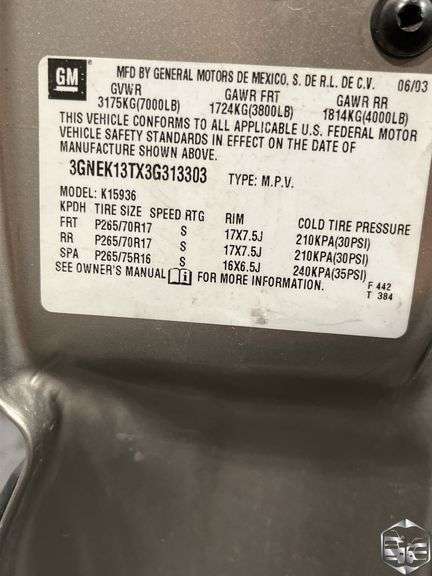 GM MFD BY GENERAL MOTORS DE MEXICO, S. DE R.L. DE C.V. 06/03
GVWR GAWR FRT GAWR RR
3175KG(7000LB) 1724KG(3800LB) 1814KG(4000LB)
THIS VEHICLE CONFORMS TO ALL APPLICABLE U.S. FEDERAL MOTOR
VEHICLE SAFETY STANDARDS IN EFFECT ON THE DATE OF
MANUFACTURE SHOWN ABOVE.
3GNEK13TX3G313303 TYPE: M.P.V.
MODEL: K15936
KPDH TIRE SIZE SPEED RTG RIM COLD TIRE PRESSURE
FRT P265/70R17 S 17X7.5J 210KPA(30PSI)
RR P265/70R17 S 17X7.5J 210KPA(30PSI)
SPA P265/75R16 S 16X6.5J 240KPA(35PSI)
SEE OWNER'S MANUAL FOR MORE INFORMATION.
F 442
T 384